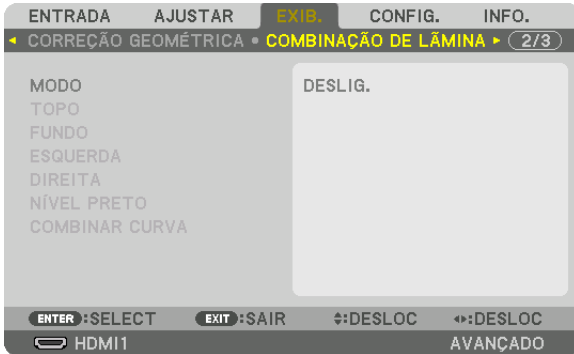 ENTRADA AJUSTAR EXIB. CONFIG. INFO.
CORREÇÃO GEOMÉTRICA • COMBINAÇÃO DE LÃMINA 2/3
MODO DESLIG.
TOPO
FUNDO
ESQUERDA
DIREITA
NÍVEL PRETO
COMBINAR CURVA
ENTER :SELECT EXIT :SAIR :DESLOC :DESLOC
HDMI1 AVANÇADO